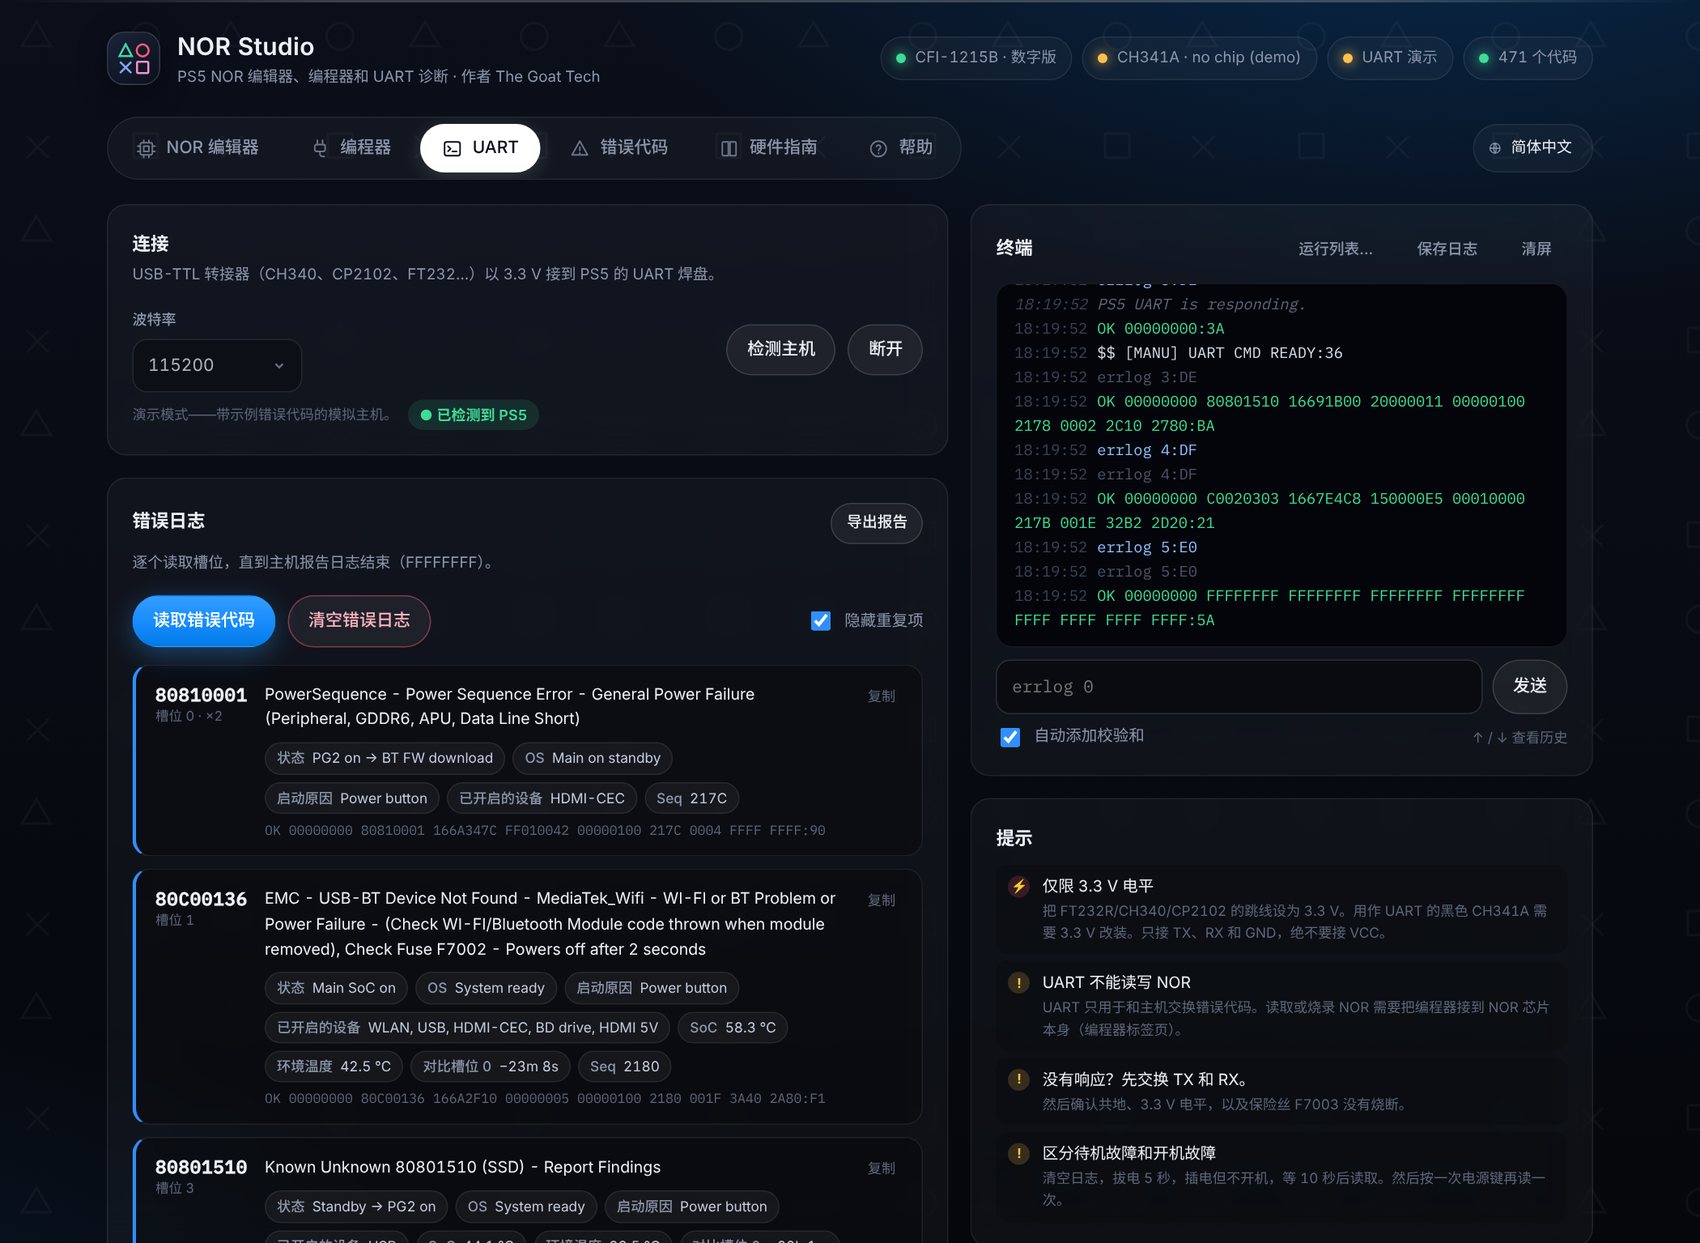 NOR Studio
PS5 NOR 编辑器、编程器和 UART 诊断 · 作者 The Goat Tech
CFI-1215B · 数字版
CH341A · no chip (demo)
UART 演示
471 个代码
NOR 编辑器
编程器
UART
错误代码
硬件指南
帮助
简体中文
连接
USB-TTL 转接器（CH340、CP2102、FT232…）以 3.3 V 接到 PS5 的 UART 焊盘。
波特率
115200
检测主机
断开
演示模式——带示例错误代码的模拟主机。
已检测到 PS5
错误日志
导出报告
逐个读取槽位，直到主机报告日志结束（FFFFFFFF）。
读取错误代码
清空错误日志
隐藏重复项
80810001
槽位 0 · ×2
PowerSequence - Power Sequence Error - General Power Failure
(Peripheral, GDDR6, APU, Data Line Short)
复制
状态 PG2 on → BT FW download
OS Main on standby
启动原因 Power button
已开启的设备 HDMI-CEC
Seq 217C
OK 00000000 80810001 166A347C FF010042 00000100 217C 0004 FFFF FFFF:90
80C00136
槽位 1
EMC - USB-BT Device Not Found - MediaTek_Wifi - WI-FI or BT Problem or
Power Failure - (Check WI-FI/Bluetooth Module code thrown when module
removed), Check Fuse F7002 - Powers off after 2 seconds
复制
状态 Main SoC on
OS System ready
启动原因 Power button
已开启的设备 WLAN, USB, HDMI-CEC, BD drive, HDMI 5V
SoC 58.3 °C
环境温度 42.5 °C
对比槽位 0 −23m 8s
Seq 2180
OK 00000000 80C00136 166A2F10 00000005 00000100 2180 001F 3A40 2A80:F1
80801510
槽位 3
Known Unknown 80801510 (SSD) - Report Findings
复制
状态 Standby → PG2 on
OS System ready
启动原因 Power button
终端
运行列表…
保存日志
清屏
18:19:52 PS5 UART is responding.
18:19:52 OK 00000000:3A
18:19:52 $$ [MANU] UART CMD READY:36
18:19:52 errlog 3:DE
18:19:52 OK 00000000 80801510 16691B00 20000011 00000100
2178 0002 2C10 2780:BA
18:19:52 errlog 4:DF
18:19:52 errlog 4:DF
18:19:52 OK 00000000 C0020303 1667E4C8 150000E5 00010000
217B 001E 32B2 2D20:21
18:19:52 errlog 5:E0
18:19:52 errlog 5:E0
18:19:52 OK 00000000 FFFFFFFF FFFFFFFF FFFFFFFF FFFFFFFF
FFFF FFFF FFFF FFFF:5A
errlog 0
发送
自动添加校验和
↑ / ↓ 查看历史
提示
仅限 3.3 V 电平
把 FT232R/CH340/CP2102 的跳线设为 3.3 V。用作 UART 的黑色 CH341A 需
要 3.3 V 改装。只接 TX、RX 和 GND，绝不要接 VCC。
UART 不能读写 NOR
UART 只用于和主机交换错误代码。读取或烧录 NOR 需要把编程器接到 NOR 芯片
本身（编程器标签页）。
没有响应？先交换 TX 和 RX。
然后确认共地、3.3 V 电平，以及保险丝 F7003 没有烧断。
区分待机故障和开机故障
清空日志，拔电 5 秒，插电但不开机，等 10 秒后读取。然后按一次电源键再读一
次。